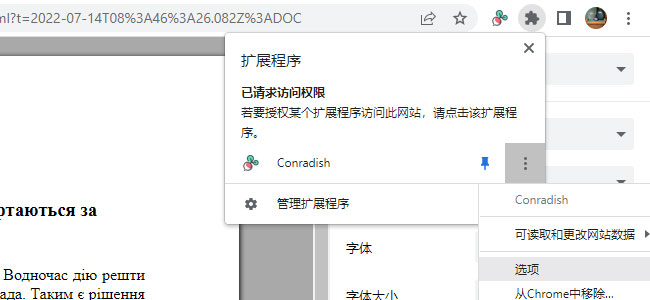 ml?t=2022-07-14T08%3A46%3A26.082Z%3ADOC
扩展程序
已请求访问权限
若要授权某个扩展程序访问此网站，请点击该扩展程
序。
Conradish
管理扩展程序
Conradish
可读取和更改网站数据
选项
从Chrome中移除...
ртаються за
Водночас дію решти
ада. Таким є рішення
字体
字体大小